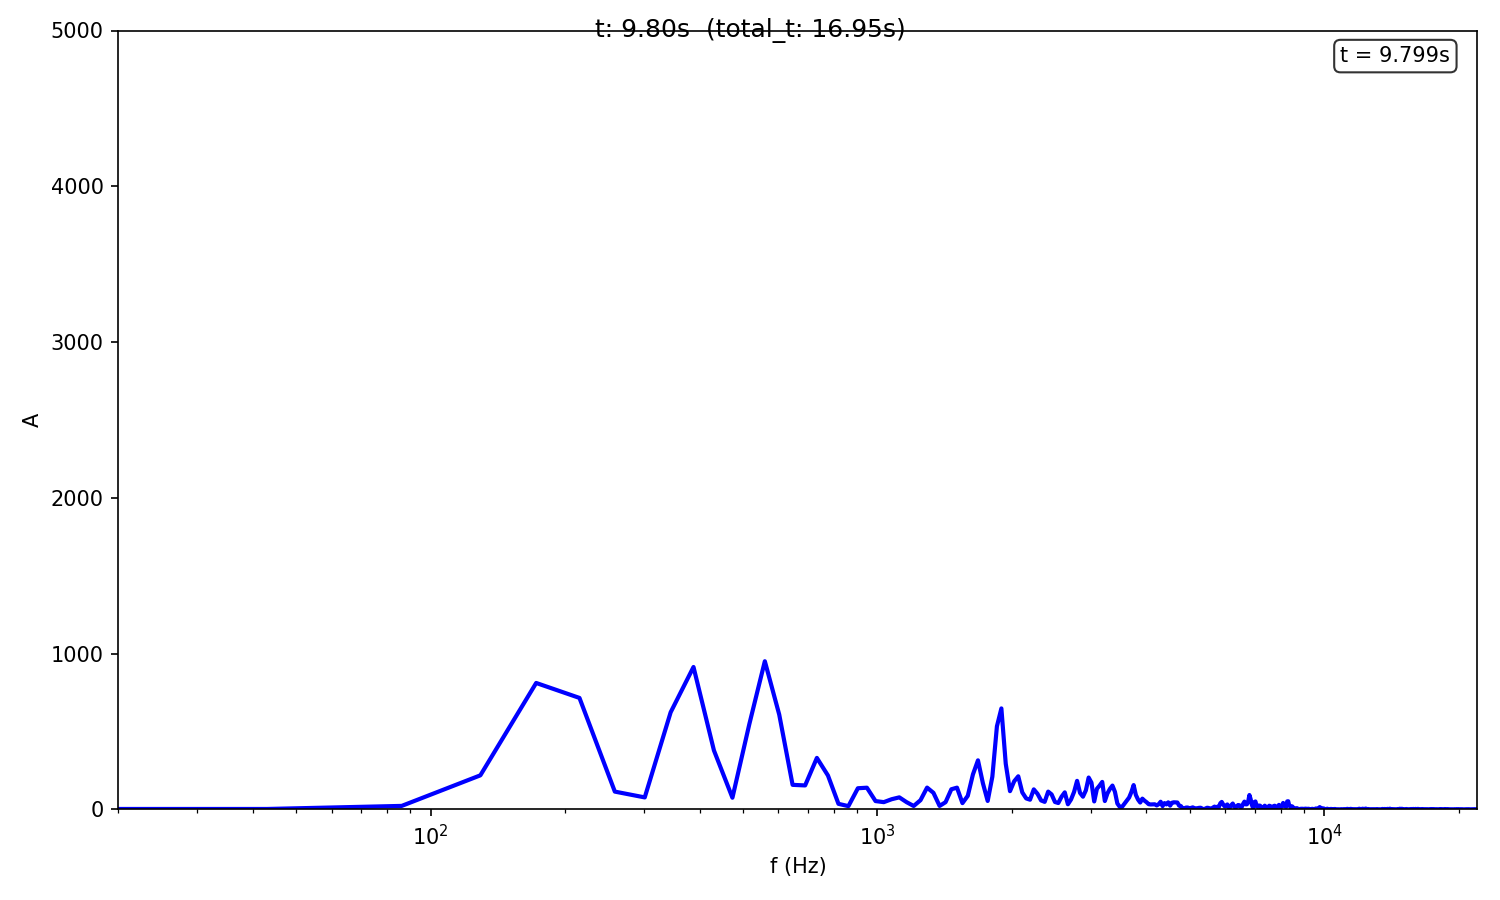 t: 9.80s  (total_t: 16.95s)
t = 9.799s
5000
4000
3000
2000
1000
0
A
10²
10³
10⁴
f (Hz)